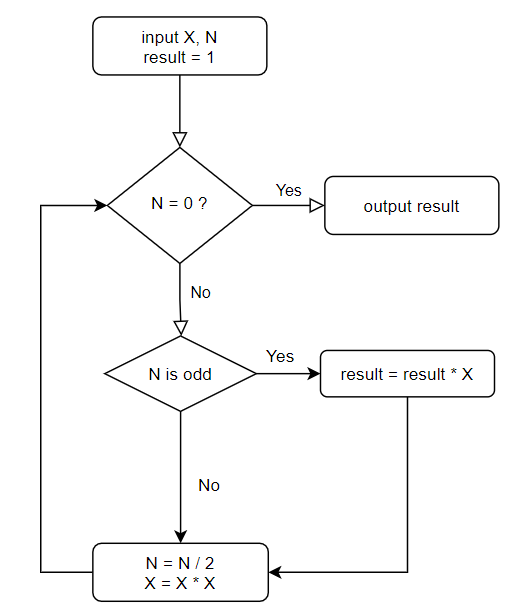 input X, N
result = 1
N = 0 ?
Yes
output result
No
N is odd
Yes
result = result * X
No
N = N / 2
X = X * X